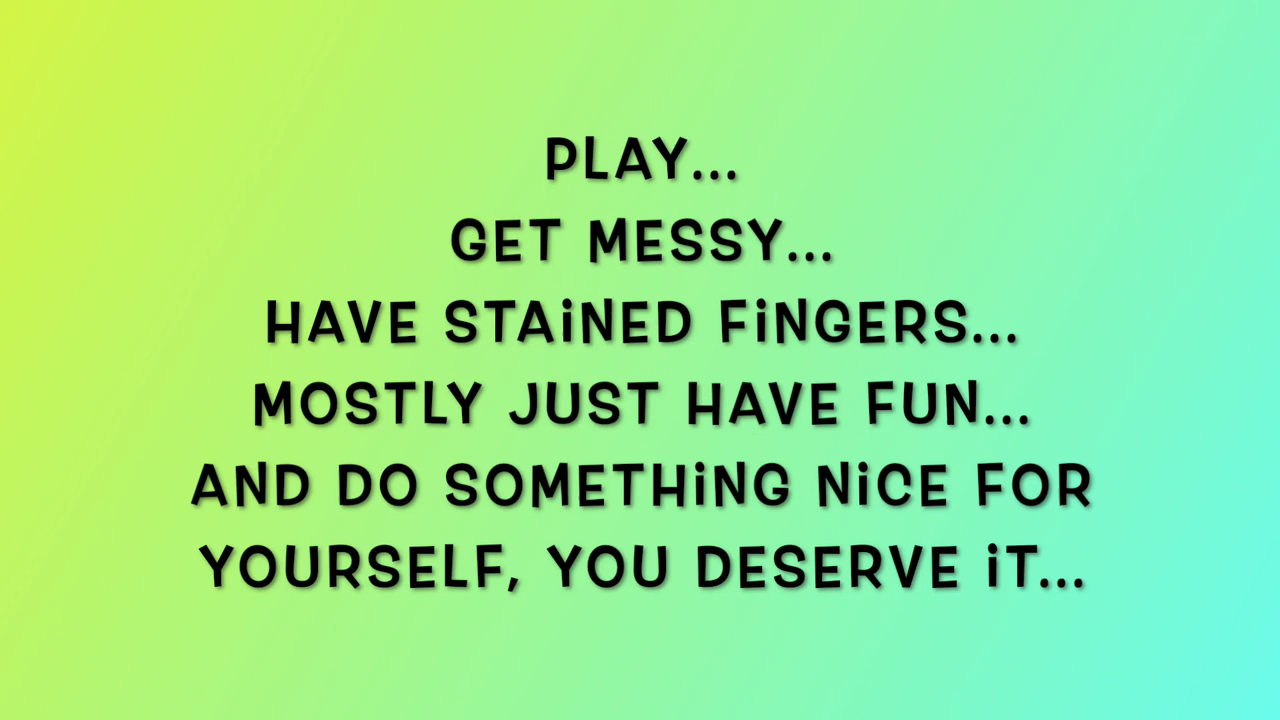 PLAY...
GET MESSY...
HAVE STAiNED FiNGERS...
MOSTLY JUST HAVE FUN...
AND DO SOMETHiNG NiCE FOR
YOURSELF, YOU DESERVE iT...